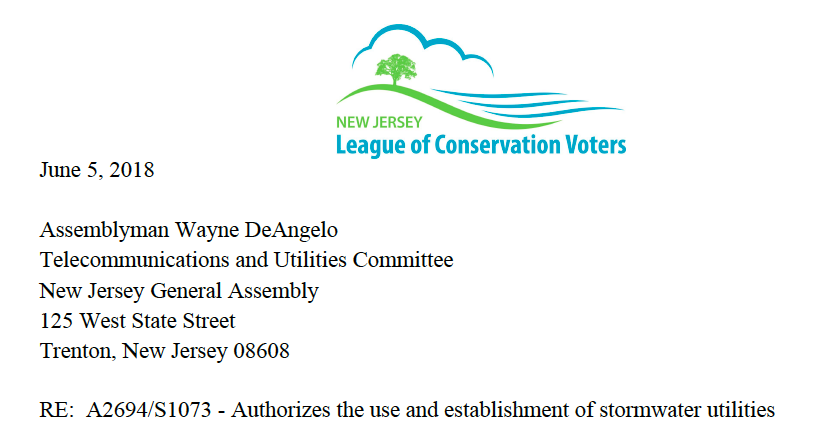 NEW JERSEY
League of Conservation Voters
June 5, 2018
Assemblyman Wayne DeAngelo
Telecommunications and Utilities Committee
New Jersey General Assembly
125 West State Street
Trenton, New Jersey 08608
RE:  A2694/S1073 - Authorizes the use and establishment of stormwater utilities